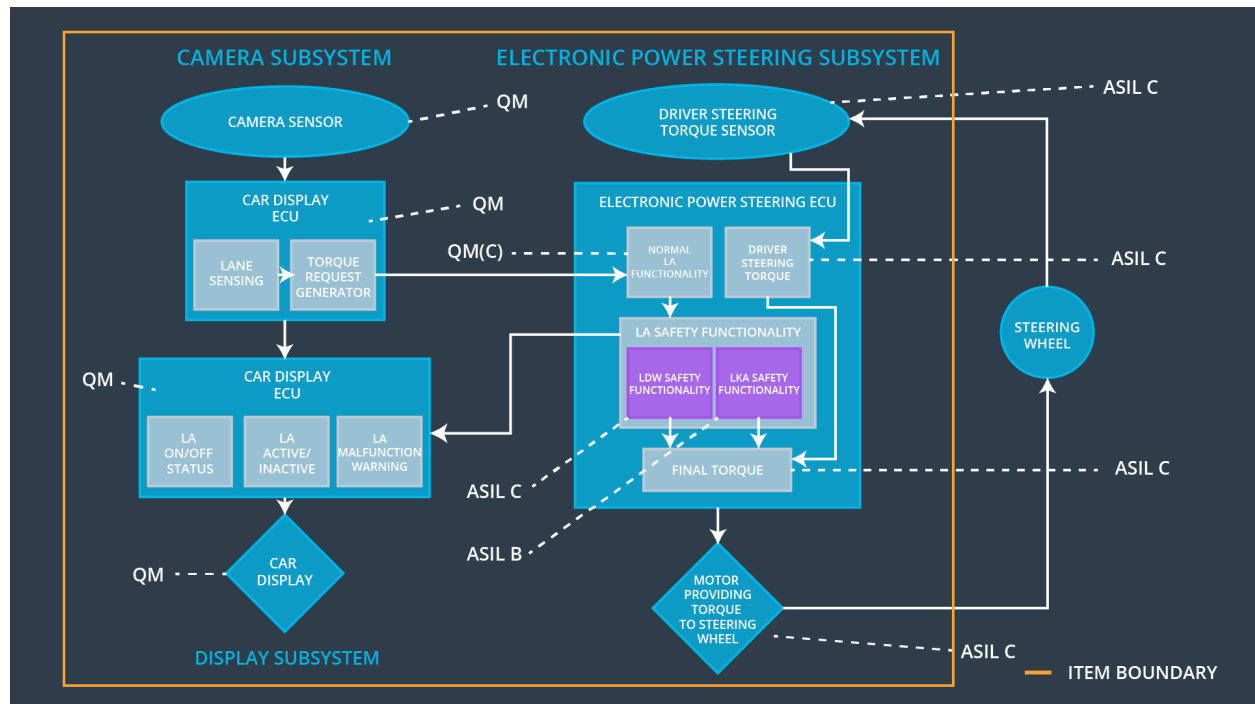 CAMERA SUBSYSTEM
ELECTRONIC POWER STEERING SUBSYSTEM
CAMERA SENSOR
QM
DRIVER STEERING
TORQUE SENSOR
ASIL C
CAR DISPLAY
ECU
QM
LANE
SENSING
TORQUE
REQUEST
GENERATOR
QM(C)
ELECTRONIC POWER STEERING ECU
NORMAL
LA
FUNCTIONALITY
DRIVER
STEERING
TORQUE
ASIL C
STEERING
WHEEL
LA SAFETY FUNCTIONALITY
LDW SAFETY
FUNCTIONALITY
LKA SAFETY
FUNCTIONALITY
QM
CAR DISPLAY
ECU
LA
ON/OFF
STATUS
LA
ACTIVE/
INACTIVE
LA
MALFUNCTION
WARNING
FINAL TORQUE
ASIL C
ASIL C
ASIL B
QM
CAR
DISPLAY
MOTOR
PROVIDING
TORQUE
TO STEERING
WHEEL
ASIL C
DISPLAY SUBSYSTEM
ITEM BOUNDARY